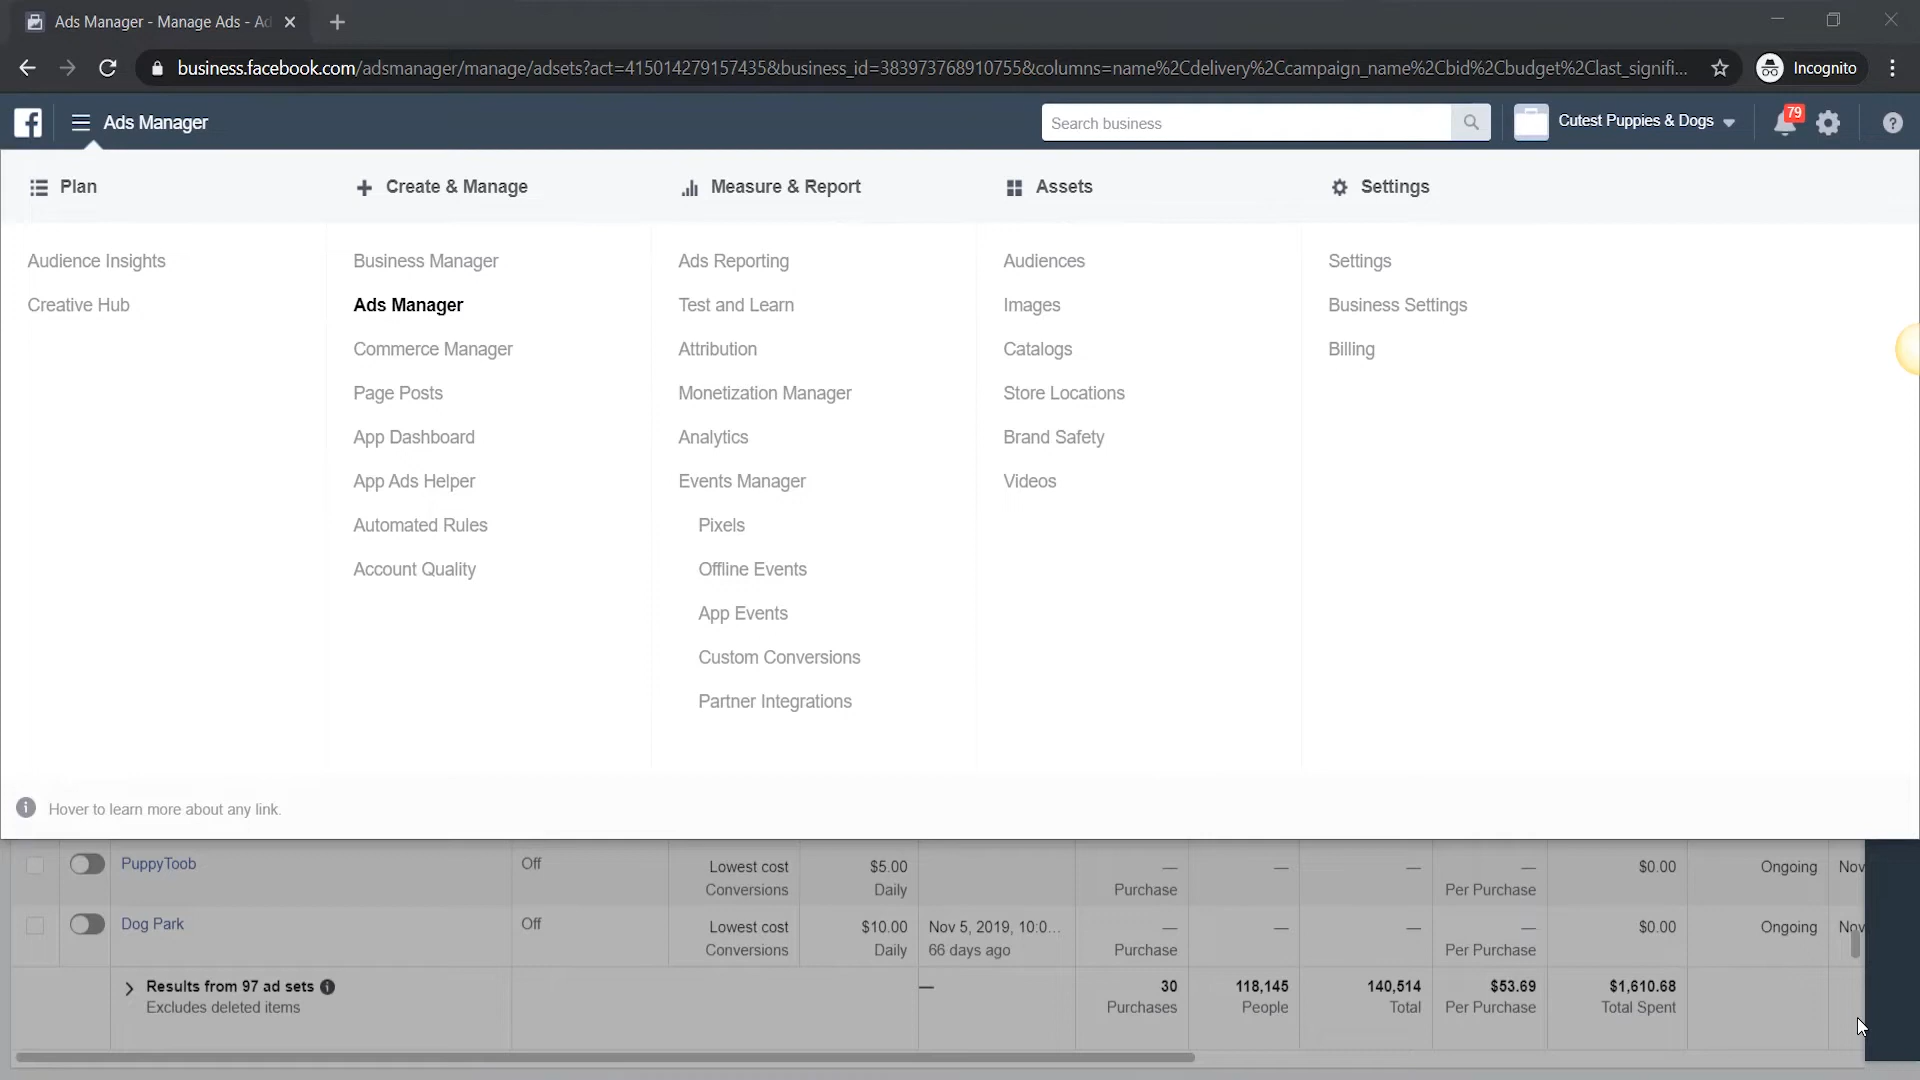 Ads Manager - Manage Ads - Ad
business.facebook.com/adsmanager/manage/adsets?act=415014279157435&business_id=383973768910755&columns=name%2Cdelivery%2Ccampaign_name%2Cbid%2Cbudget%2Clast_signifi...
Incognito
Ads Manager
Search business
Cutest Puppies & Dogs
79
Plan
Create & Manage
Measure & Report
Assets
Settings
Audience Insights
Creative Hub
Business Manager
Ads Manager
Commerce Manager
Page Posts
App Dashboard
App Ads Helper
Automated Rules
Account Quality
Ads Reporting
Test and Learn
Attribution
Monetization Manager
Analytics
Events Manager
Pixels
Offline Events
App Events
Custom Conversions
Partner Integrations
Audiences
Images
Catalogs
Store Locations
Brand Safety
Videos
Settings
Business Settings
Billing
Hover to learn more about any link.
PuppyToob Off Lowest cost $5.00 — — — — $0.00 Ongoing Nov
Conversions Daily Purchase Per Purchase
Dog Park Off Lowest cost $10.00 Nov 5, 2019, 10:0... — — — — $0.00 Ongoing Nov
Conversions Daily 66 days ago Purchase Per Purchase
Results from 97 ad sets — 30 118,145 140,514 $53.69 $1,610.68
Excludes deleted items Purchases People Total Per Purchase Total Spent